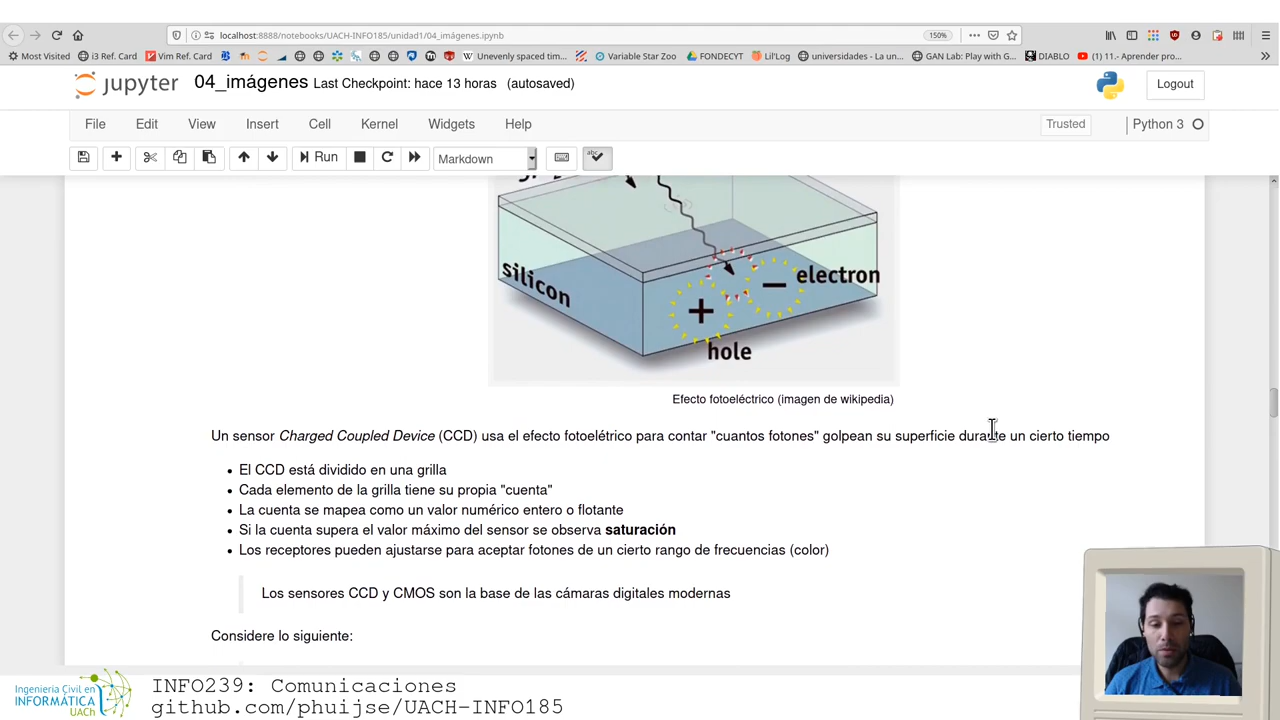 localhost:8888/notebooks/UACH-INFO185/unidad1/04_imágenes.ipynb
150%
Most Visited
i3 Ref. Card
Vim Ref. Card
W Unevenly spaced tim...
Variable Star Zoo
FONDECYT
Lil'Log
universidades - La un...
GAN Lab: Play with G...
DIABLO
(1) 11.- Aprender pro...
jupyter 04_imágenes Last Checkpoint: hace 13 horas (autosaved)
Logout
File Edit View Insert Cell Kernel Widgets Help
Trusted
Python 3
Run
Markdown
silicon
electron
+
−
hole
Efecto fotoeléctrico (imagen de wikipedia)
Un sensor Charged Coupled Device (CCD) usa el efecto fotoelétrico para contar "cuantos fotones" golpean su superficie durante un cierto tiempo
• El CCD está dividido en una grilla
• Cada elemento de la grilla tiene su propia "cuenta"
• La cuenta se mapea como un valor numérico entero o flotante
• Si la cuenta supera el valor máximo del sensor se observa saturación
• Los receptores pueden ajustarse para aceptar fotones de un cierto rango de frecuencias (color)
Los sensores CCD y CMOS son la base de las cámaras digitales modernas
Considere lo siguiente:
Ingeniería Civil en
INFORMÁTICA
UACh
INFO239: Comunicaciones
github.com/phuijse/UACH-INFO185